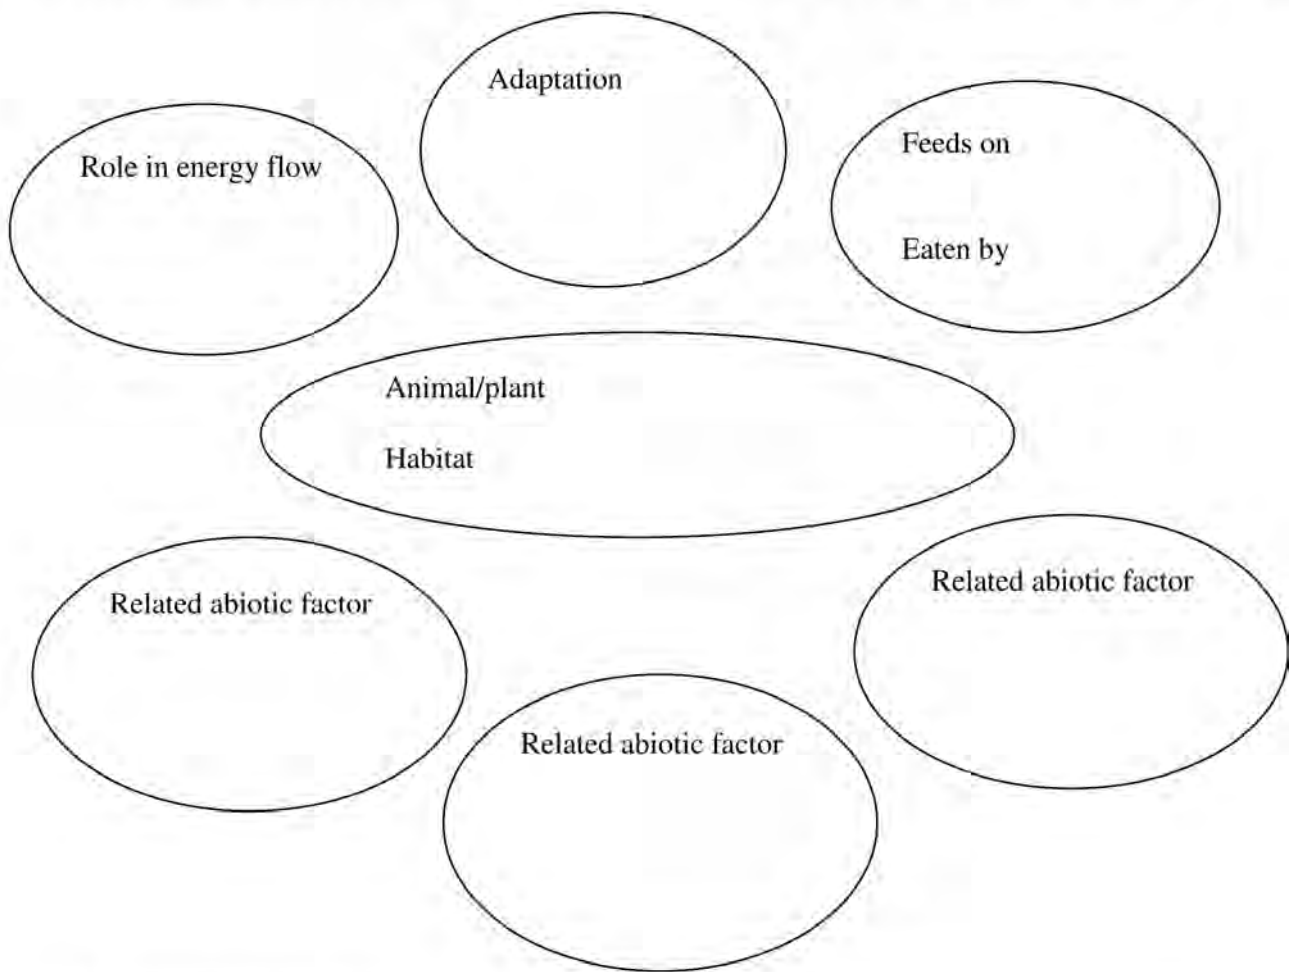 Adaptation
Role in energy flow
Feeds on
Eaten by
Animal/plant
Habitat
Related abiotic factor
Related abiotic factor
Related abiotic factor